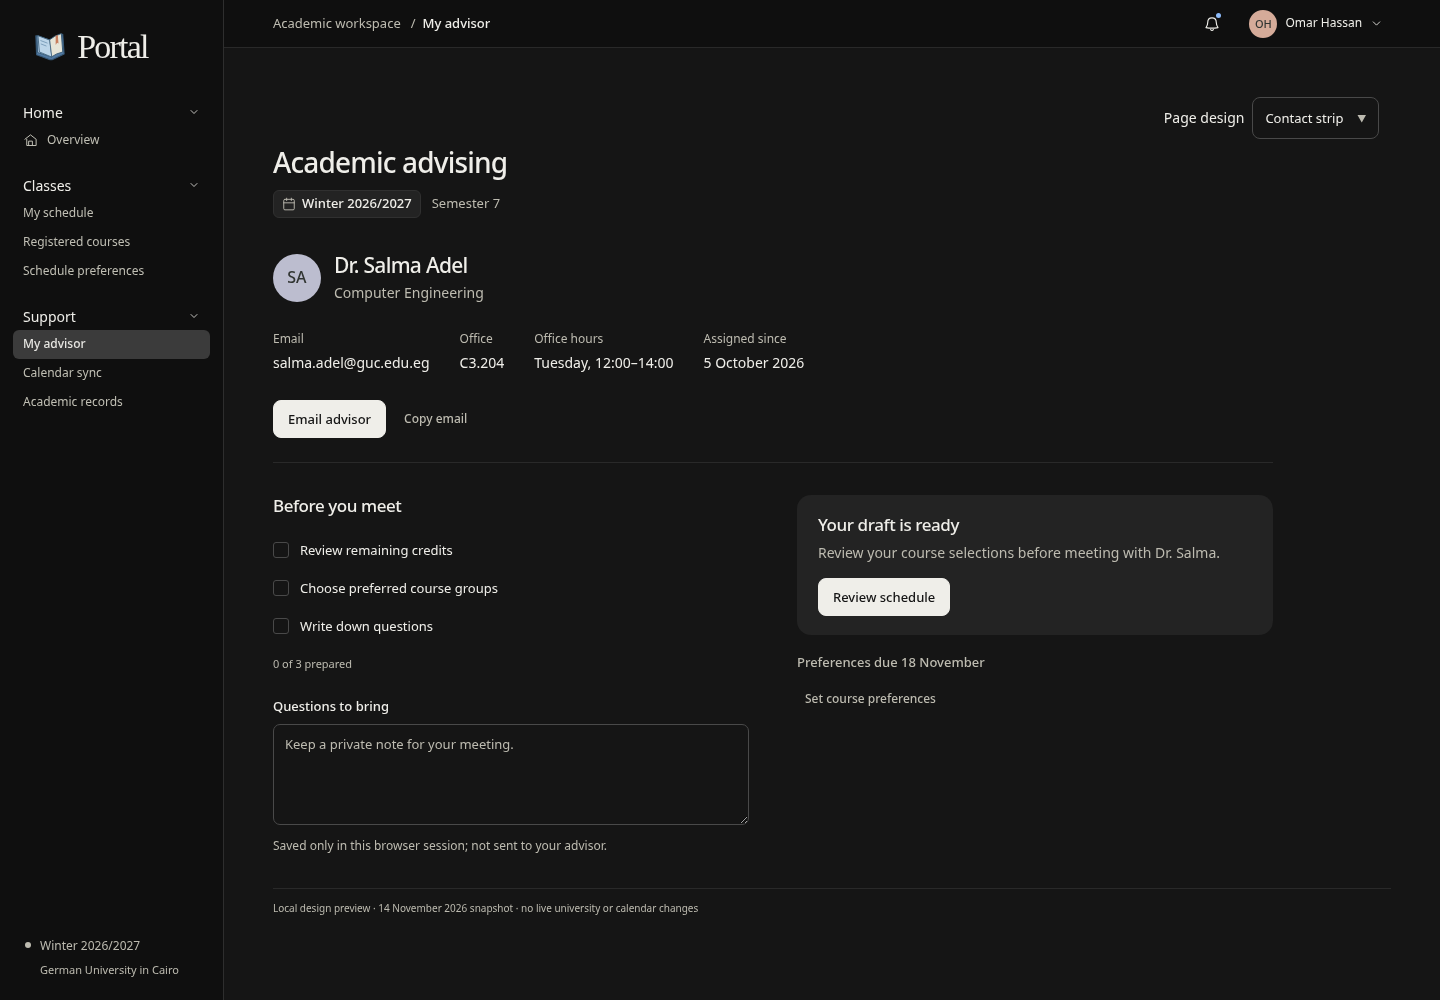 Portal
Home
Overview
Classes
My schedule
Registered courses
Schedule preferences
Support
My advisor
Calendar sync
Academic records
Winter 2026/2027
German University in Cairo
Academic workspace / My advisor
OH Omar Hassan
Page design Contact strip
Academic advising
Winter 2026/2027 Semester 7
SA Dr. Salma Adel
Computer Engineering
Email Office Office hours Assigned since
salma.adel@guc.edu.eg C3.204 Tuesday, 12:00–14:00 5 October 2026
Email advisor Copy email
Before you meet
Review remaining credits
Choose preferred course groups
Write down questions
0 of 3 prepared
Questions to bring
Keep a private note for your meeting.
Saved only in this browser session; not sent to your advisor.
Your draft is ready
Review your course selections before meeting with Dr. Salma.
Review schedule
Preferences due 18 November
Set course preferences
Local design preview · 14 November 2026 snapshot · no live university or calendar changes